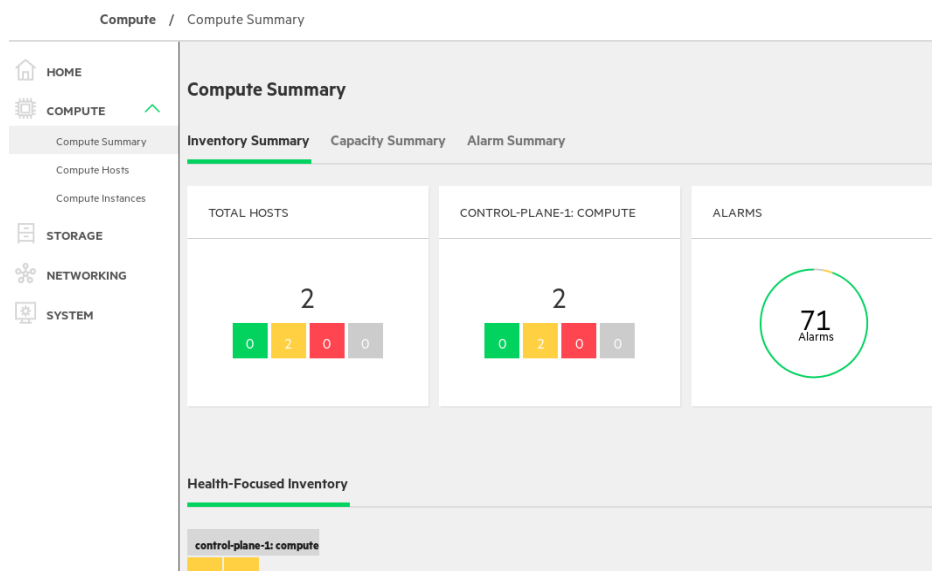 Compute / Compute Summary
HOME
COMPUTE
Compute Summary
Compute Hosts
Compute Instances
STORAGE
NETWORKING
SYSTEM
Compute Summary
Inventory Summary Capacity Summary Alarm Summary
TOTAL HOSTS
2
0 2 0 0
CONTROL-PLANE-1: COMPUTE
2
0 2 0 0
ALARMS
71
Alarms
Health-Focused Inventory
control-plane-1: compute